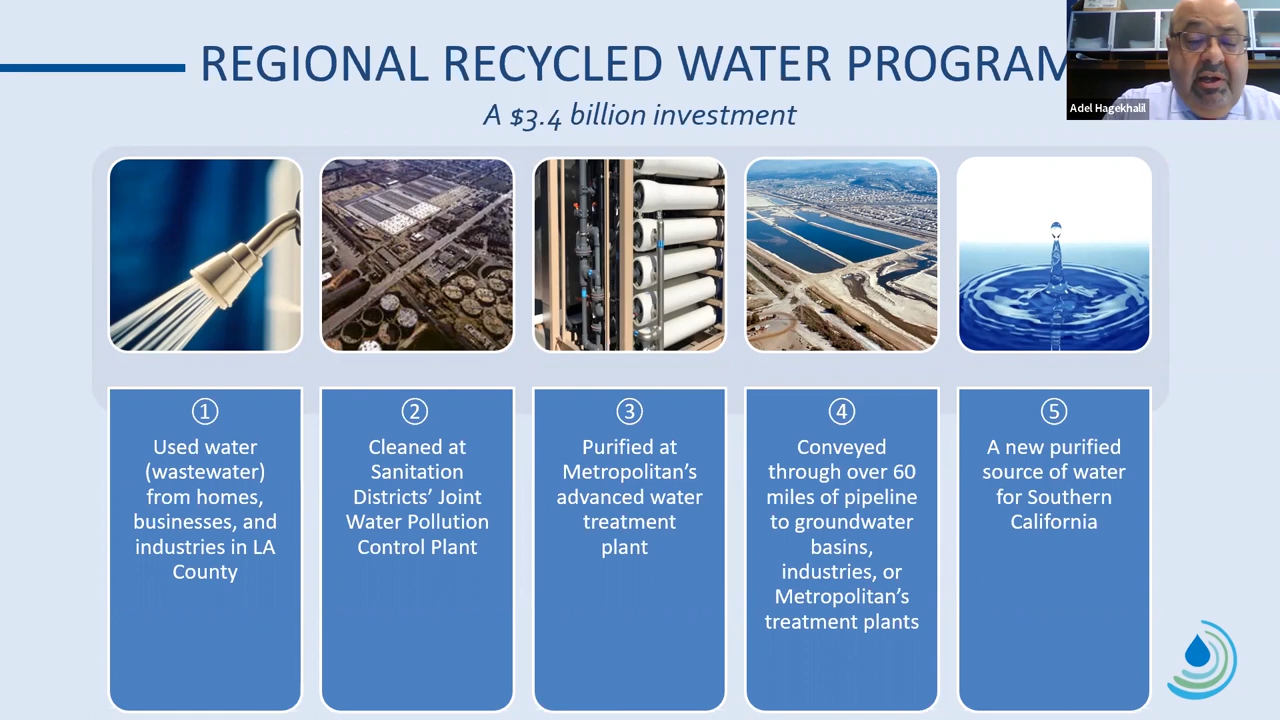 REGIONAL RECYCLED WATER PROGRAM
A $3.4 billion investment
Adel Hagekhalil
①
Used water
(wastewater)
from homes,
businesses, and
industries in LA
County
②
Cleaned at
Sanitation
Districts’ Joint
Water Pollution
Control Plant
③
Purified at
Metropolitan’s
advanced water
treatment
plant
④
Conveyed
through over 60
miles of pipeline
to groundwater
basins,
industries, or
Metropolitan’s
treatment plants
⑤
A new purified
source of water
for Southern
California